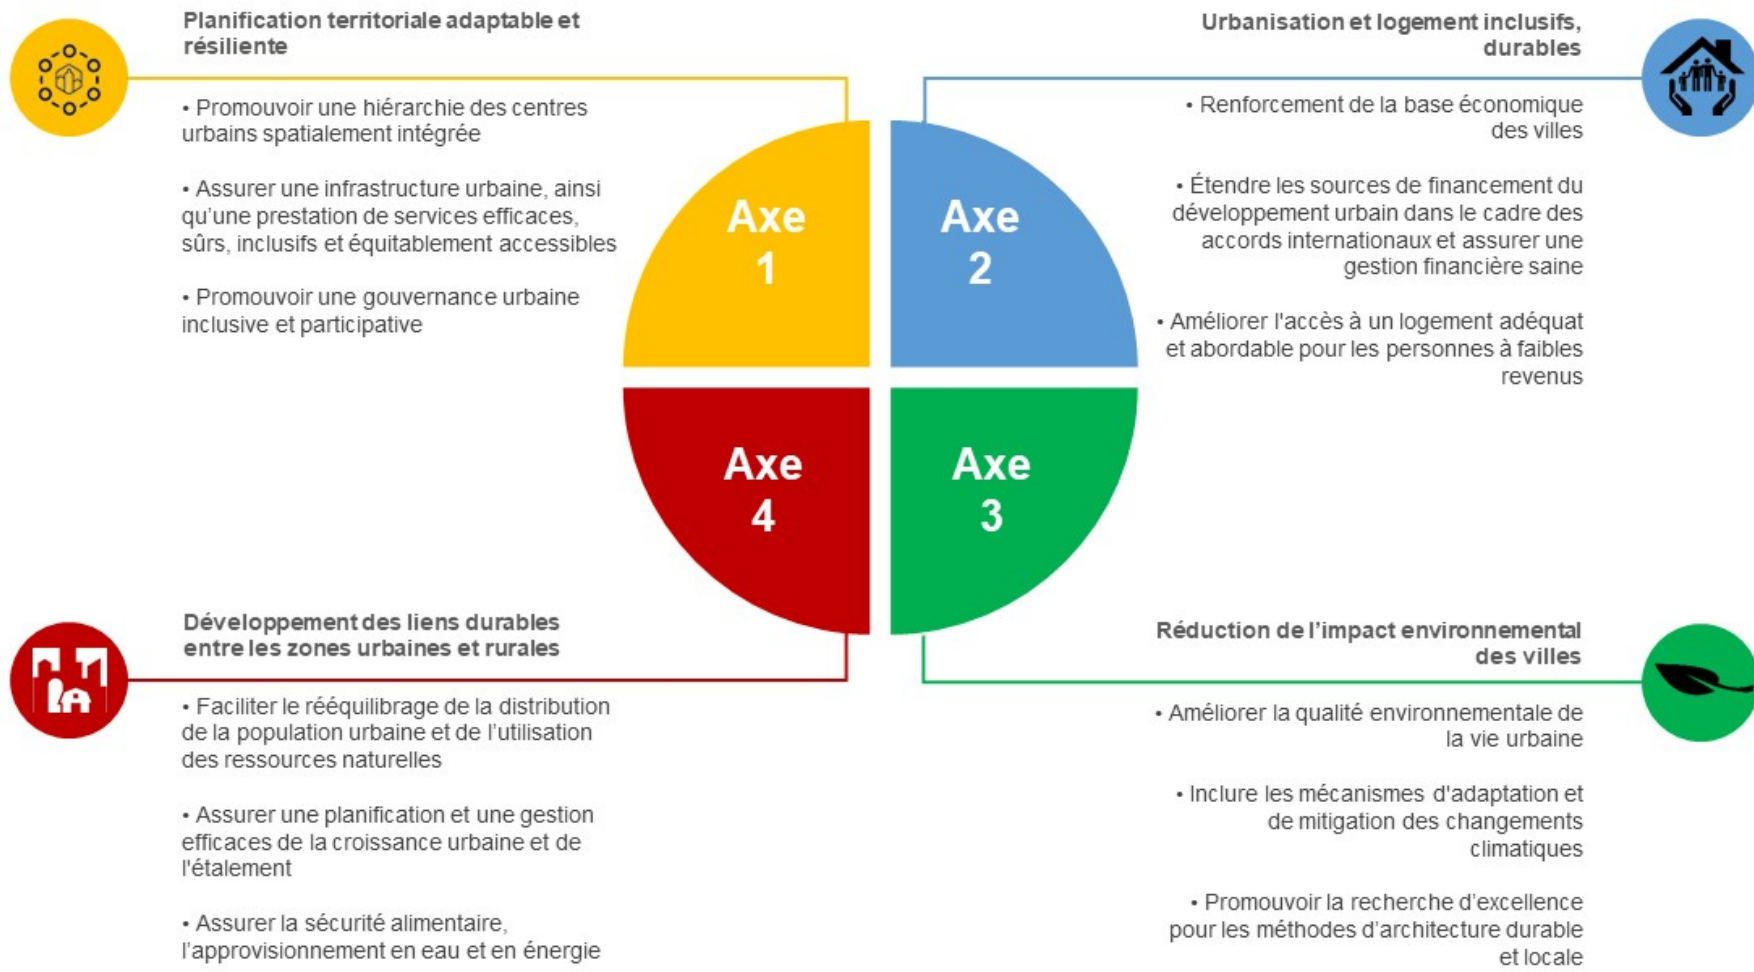 Planification territoriale adaptable et
résiliente
• Promouvoir une hiérarchie des centres
urbains spatialement intégrée
• Assurer une infrastructure urbaine, ainsi
qu'une prestation de services efficaces,
sûrs, inclusifs et équitablement accessibles
• Promouvoir une gouvernance urbaine
inclusive et participative
Urbanisation et logement inclusifs,
durables
• Renforcement de la base économique
des villes
• Étendre les sources de financement du
développement urbain dans le cadre des
accords internationaux et assurer une
gestion financière saine
• Améliorer l'accès à un logement adéquat
et abordable pour les personnes à faibles
revenus
Axe
1
Axe
2
Axe
4
Axe
3
Développement des liens durables
entre les zones urbaines et rurales
• Faciliter le rééquilibrage de la distribution
de la population urbaine et de l'utilisation
des ressources naturelles
• Assurer une planification et une gestion
efficaces de la croissance urbaine et de
l'étalement
• Assurer la sécurité alimentaire,
l'approvisionnement en eau et en énergie
Réduction de l'impact environnemental
des villes
• Améliorer la qualité environnementale de
la vie urbaine
• Inclure les mécanismes d'adaptation et
de mitigation des changements
climatiques
• Promouvoir la recherche d'excellence
pour les méthodes d'architecture durable
et locale